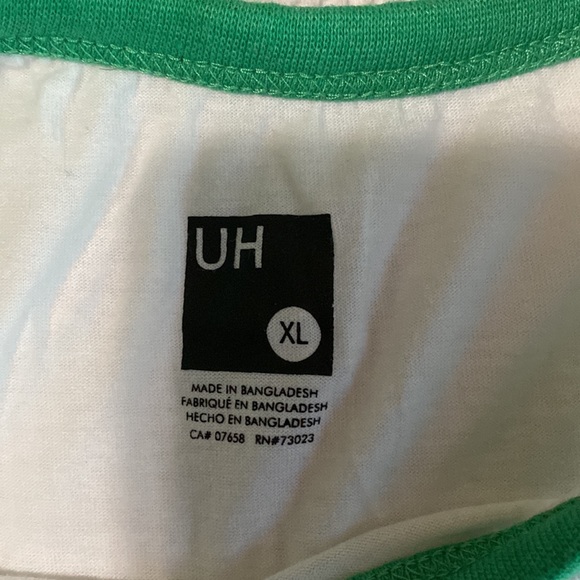 UH
XL
MADE IN BANGLADESH
FABRIQUÉ EN BANGLADESH
HECHO EN BANGLADESH
CA# 07658 RN#73023